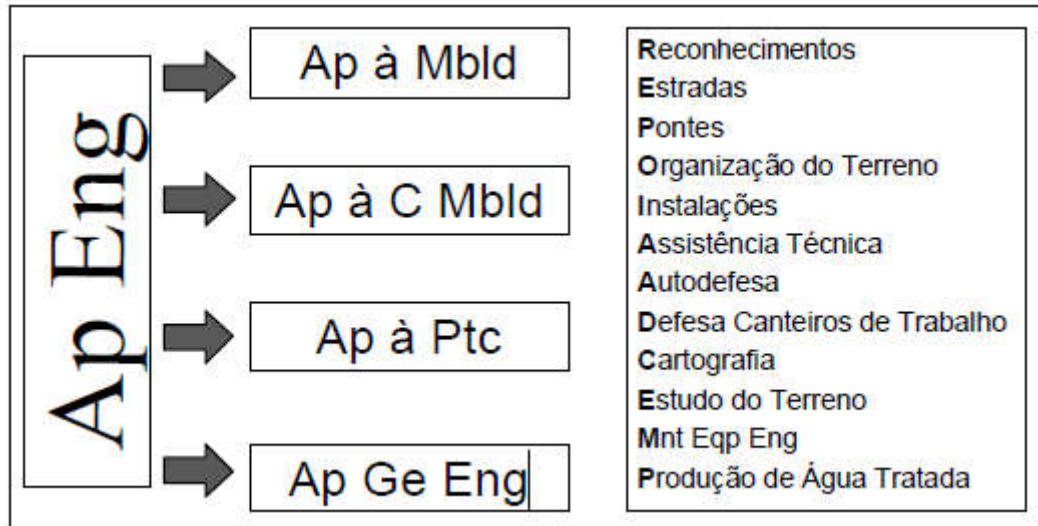 Ap Eng
Ap à Mbld
Ap à C Mbld
Ap à Ptc
Ap Ge Eng
Reconhecimentos
Estradas
Pontes
Organização do Terreno
Instalações
Assistência Técnica
Autodefesa
Defesa Canteiros de Trabalho
Cartografia
Estudo do Terreno
Mnt Eqp Eng
Produção de Água Tratada